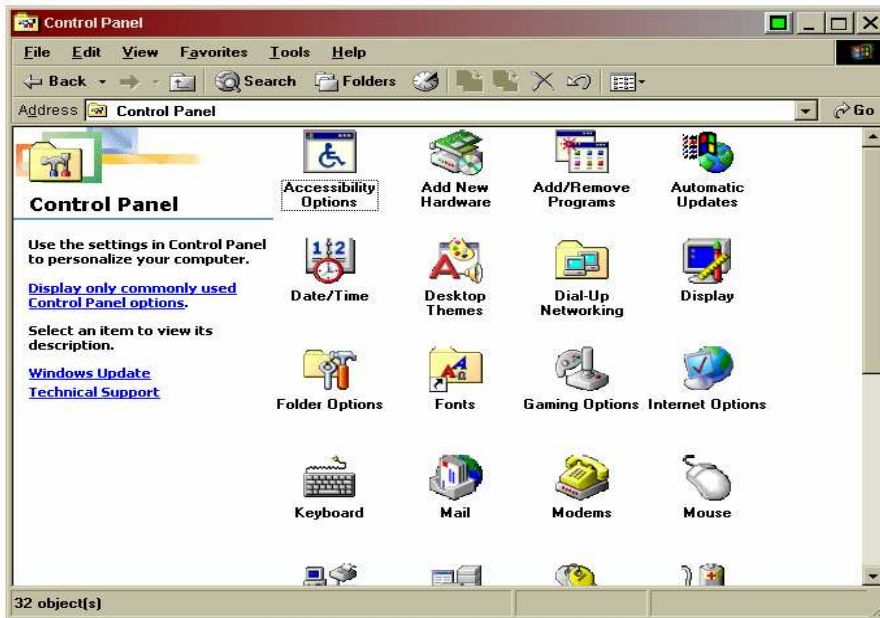 Control Panel
File Edit View Favorites Tools Help
Back Search Folders
Address Control Panel Go
Control Panel
Use the settings in Control Panel
to personalize your computer.
Display only commonly used
Control Panel options.
Select an item to view its
description.
Windows Update
Technical Support
Accessibility
Options
Add New
Hardware
Add/Remove
Programs
Automatic
Updates
Date/Time
Desktop
Themes
Dial-Up
Networking
Display
Folder Options
Fonts
Gaming Options
Internet Options
Keyboard
Mail
Modems
Mouse
32 object(s)